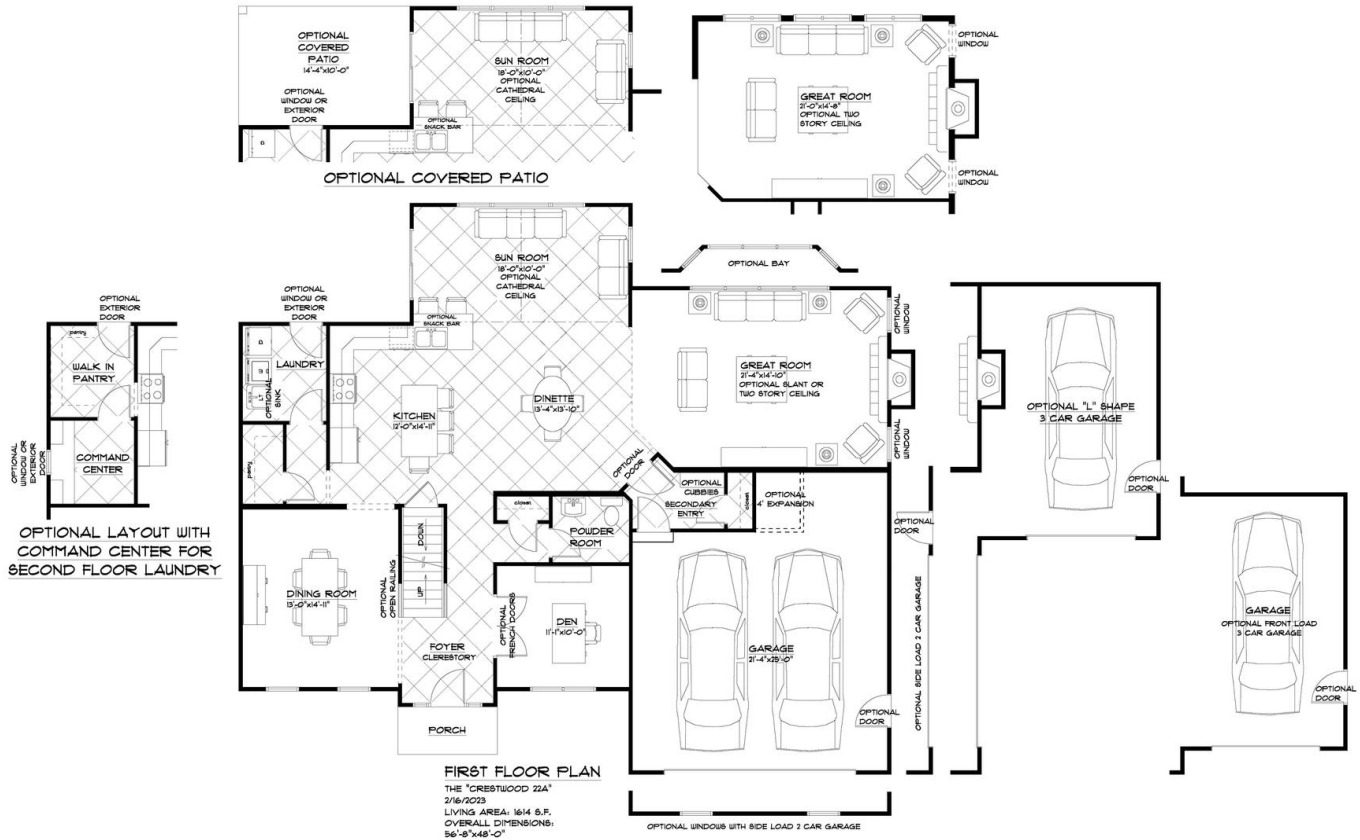 OPTIONAL
COVERED
PATIO
14'-4"x10'-0"
OPTIONAL
WINDOW OR
EXTERIOR
DOOR
D
SUN ROOM
18'-0"x10'-0"
OPTIONAL
CATHEDRAL
CEILING
OPTIONAL
SNACK BAR
OPTIONAL COVERED PATIO
GREAT ROOM
21'-0"x14'-8"
OPTIONAL TWO
STORY CEILING
OPTIONAL
WINDOW
OPTIONAL
WINDOW
OPTIONAL
EXTERIOR
DOOR
pantry
WALK IN
PANTRY
COMMAND
CENTER
OPTIONAL
WINDOW OR
EXTERIOR
DOOR
OPTIONAL LAYOUT WITH
COMMAND CENTER FOR
SECOND FLOOR LAUNDRY
OPTIONAL
WINDOW OR
EXTERIOR
DOOR
D
W
LT
LAUNDRY
OPTIONAL
SINK
pantry
SUN ROOM
18'-0"x10'-0"
OPTIONAL
CATHEDRAL
CEILING
OPTIONAL
SNACK BAR
KITCHEN
12'-0"x14'-11"
DINETTE
13'-4"x13'-10"
OPTIONAL BAY
GREAT ROOM
21'-4"x14'-10"
OPTIONAL SLANT OR
TWO STORY CEILING
OPTIONAL
WINDOW
OPTIONAL
WINDOW
OPTIONAL
DOOR
OPTIONAL
CUBBIES
SECONDARY
ENTRY
closet
OPTIONAL
4' EXPANSION
closet
POWDER
ROOM
DOWN
UP
DINING ROOM
13'-0"x14'-11"
OPTIONAL
OPEN RAILING
FOYER
CLERESTORY
OPTIONAL
FRENCH DOORS
DEN
11'-1"x10'-0"
GARAGE
21'-4"x25'-0"
OPTIONAL
DOOR
PORCH
OPTIONAL
DOOR
OPTIONAL SIDE LOAD 2 CAR GARAGE
OPTIONAL "L" SHAPE
3 CAR GARAGE
OPTIONAL
DOOR
GARAGE
OPTIONAL FRONT LOAD
3 CAR GARAGE
OPTIONAL
DOOR
FIRST FLOOR PLAN
THE "CRESTWOOD 22A"
2/16/2023
LIVING AREA: 1614 S.F.
OVERALL DIMENSIONS:
56'-8"x48'-0"
OPTIONAL WINDOWS WITH SIDE LOAD 2 CAR GARAGE